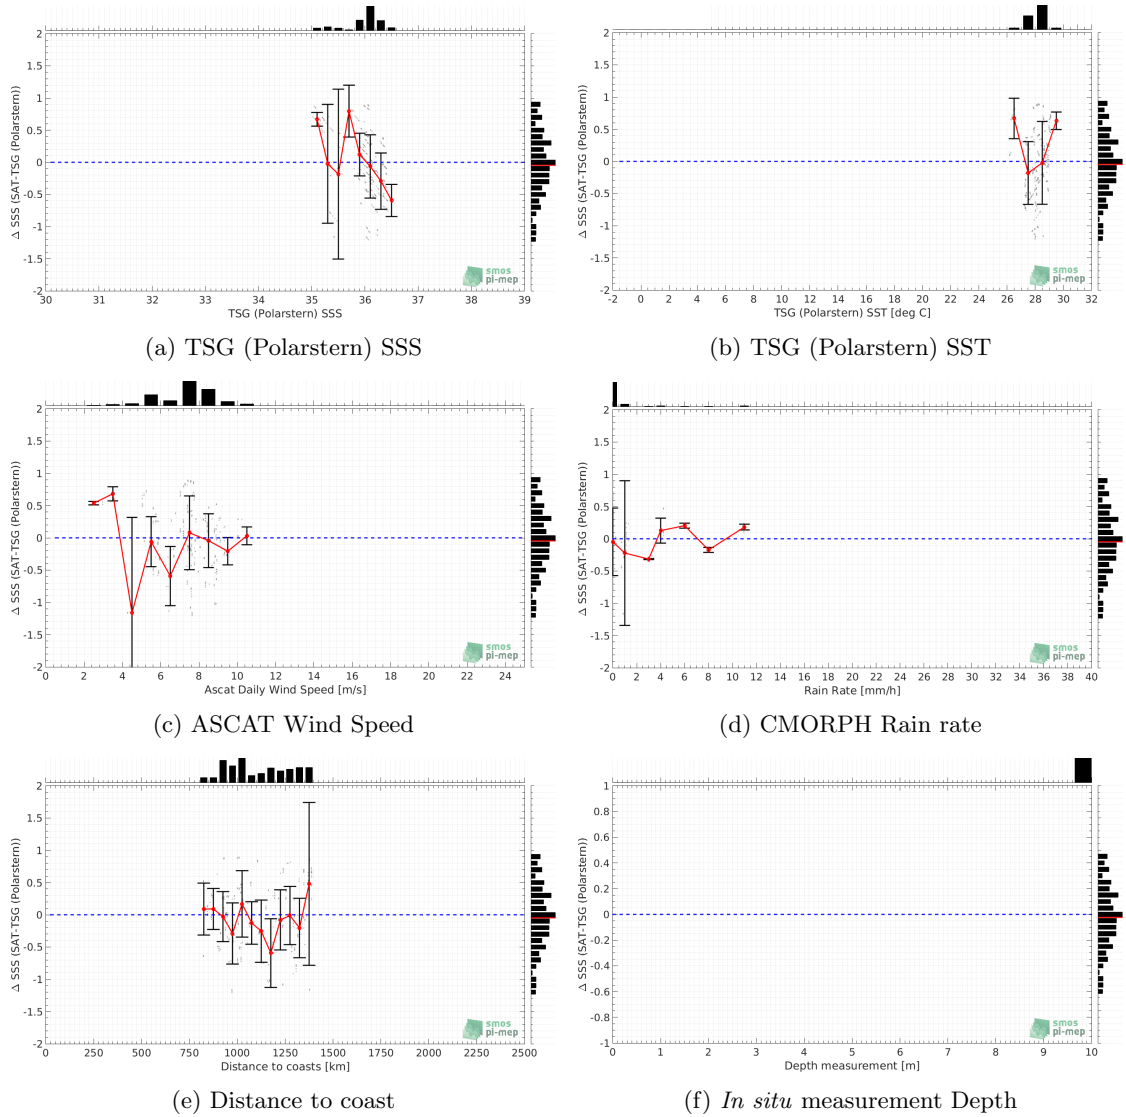 2
1.5
1
0.5
0
-0.5
-1
-1.5
-2
Δ SSS (SAT-TSG (Polarstern))
30 31 32 33 34 35 36 37 38 39
TSG (Polarstern) SSS
smos
pi-mep
(a) TSG (Polarstern) SSS
2
1.5
1
0.5
0
-0.5
-1
-1.5
-2
Δ SSS (SAT-TSG (Polarstern))
-2 0 2 4 6 8 10 12 14 16 18 20 22 24 26 28 30 32
TSG (Polarstern) SST [deg C]
smos
pi-mep
(b) TSG (Polarstern) SST
2
1.5
1
0.5
0
-0.5
-1
-1.5
-2
Δ SSS (SAT-TSG (Polarstern))
0 2 4 6 8 10 12 14 16 18 20 22 24
Ascat Daily Wind Speed [m/s]
smos
pi-mep
(c) ASCAT Wind Speed
2
1.5
1
0.5
0
-0.5
-1
-1.5
-2
Δ SSS (SAT-TSG (Polarstern))
0 2 4 6 8 10 12 14 16 18 20 22 24 26 28 30 32 34 36 38 40
Rain Rate [mm/h]
smos
pi-mep
(d) CMORPH Rain rate
2
1.5
1
0.5
0
-0.5
-1
-1.5
-2
Δ SSS (SAT-TSG (Polarstern))
0 250 500 750 1000 1250 1500 1750 2000 2250 2500
Distance to coasts [km]
smos
pi-mep
(e) Distance to coast
1
0.8
0.6
0.4
0.2
0
-0.2
-0.4
-0.6
-0.8
-1
Δ SSS (SAT-TSG (Polarstern))
0 1 2 3 4 5 6 7 8 9 10
Depth measurement [m]
smos
pi-mep
(f) In situ measurement Depth